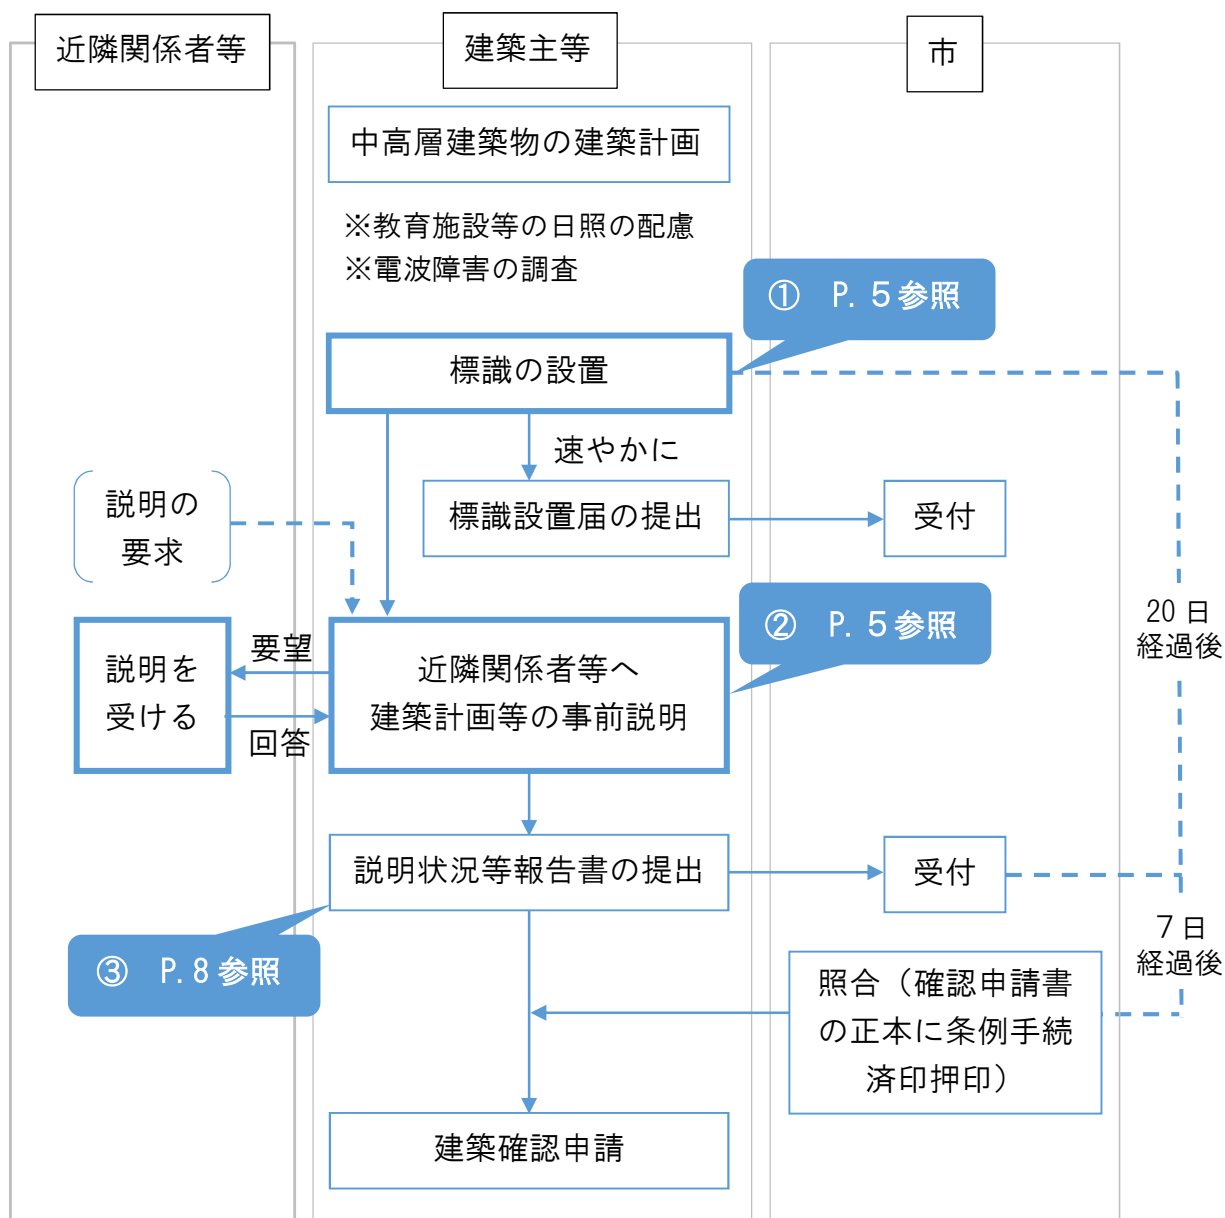 近隣関係者等
建築主等
市
中高層建築物の建築計画
※教育施設等の日照の配慮
※電波障害の調査
① P.５参照
標識の設置
速やかに
説明の
要求
標識設置届の提出
受付
② P.５参照
20日
経過後
要望
説明を
受ける
近隣関係者等へ
建築計画等の事前説明
回答
説明状況等報告書の提出
受付
7日
経過後
③ P.8参照
照合（確認申請書
の正本に条例手続
済印押印）
建築確認申請